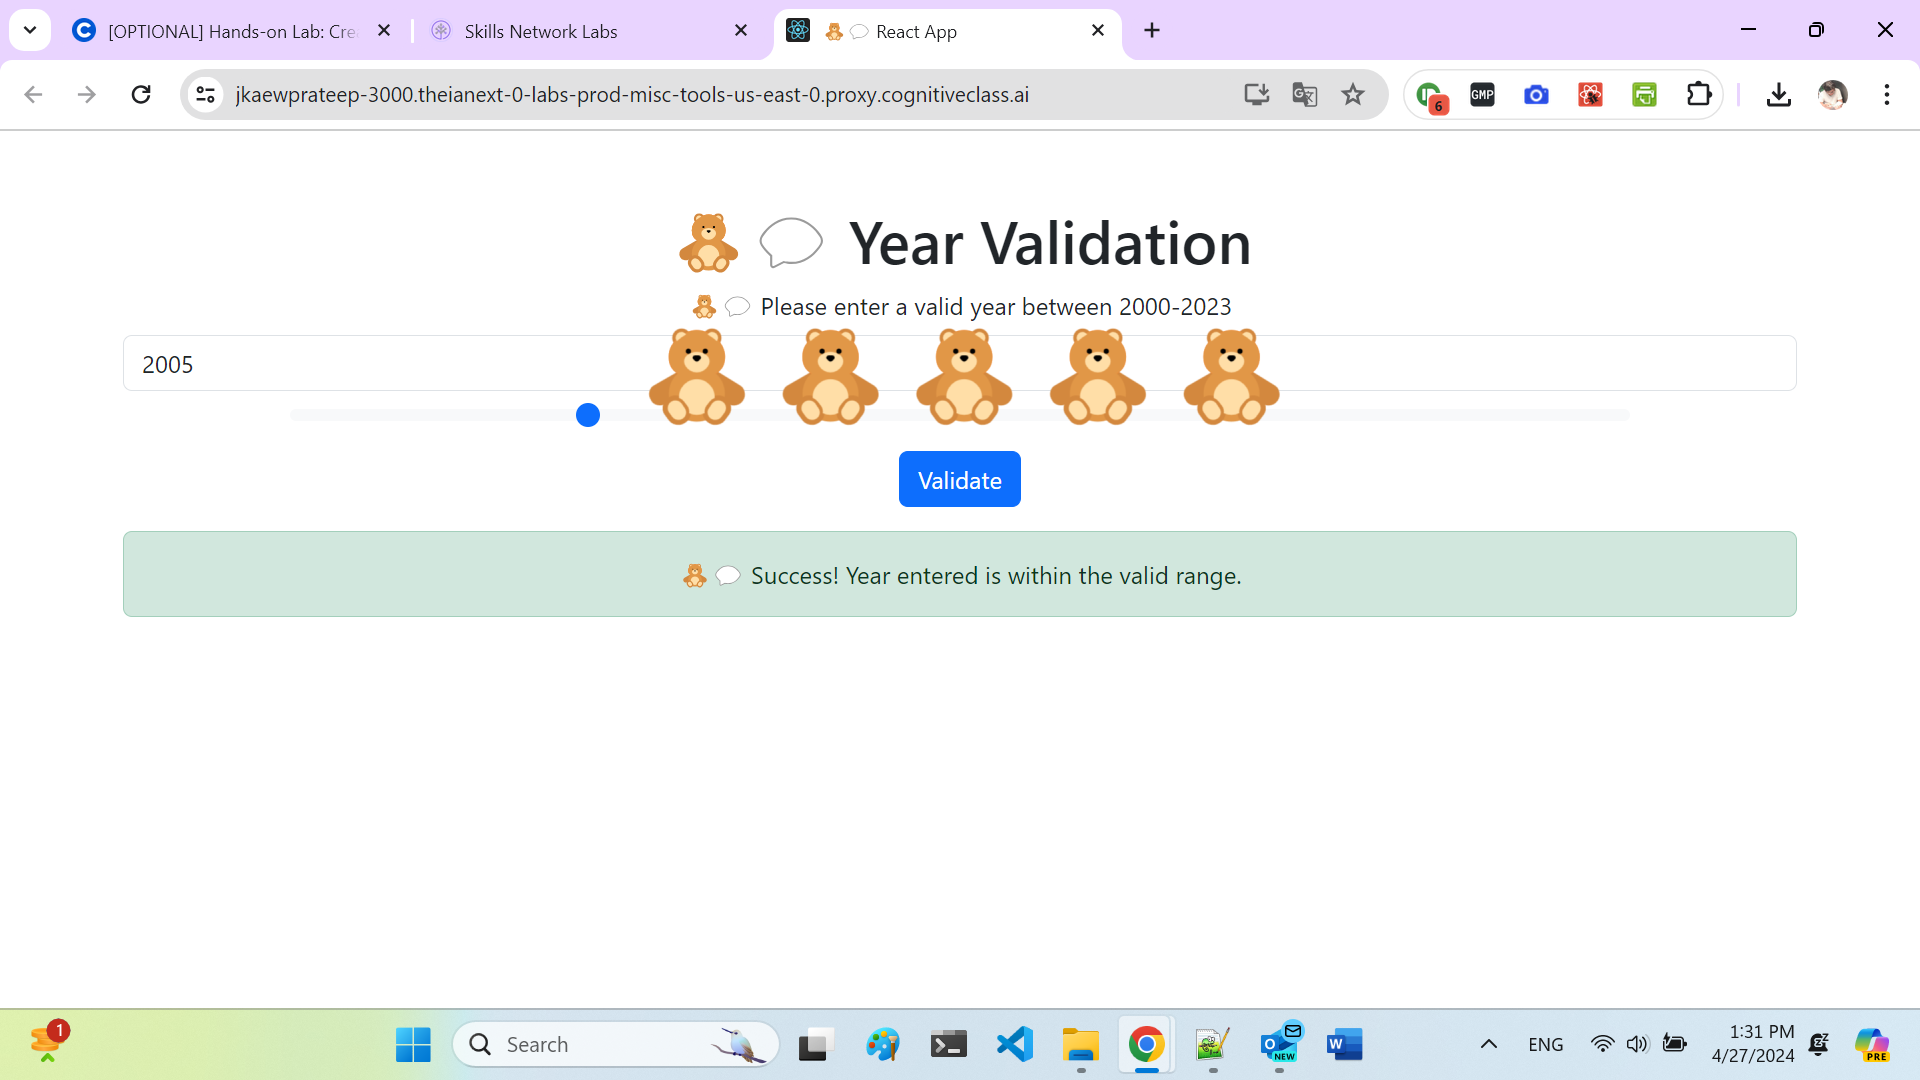 [OPTIONAL] Hands-on Lab: Cre
Skills Network Labs
🧸💭 React App
jkaewprateep-3000.theianext-0-labs-prod-misc-tools-us-east-0.proxy.cognitiveclass.ai
6
GMP
🧸💭 Year Validation
🧸💭 Please enter a valid year between 2000-2023
2005
Validate
🧸💭 Success! Year entered is within the valid range.
1
Search
NEW
ENG
1:31 PM
4/27/2024
PRE